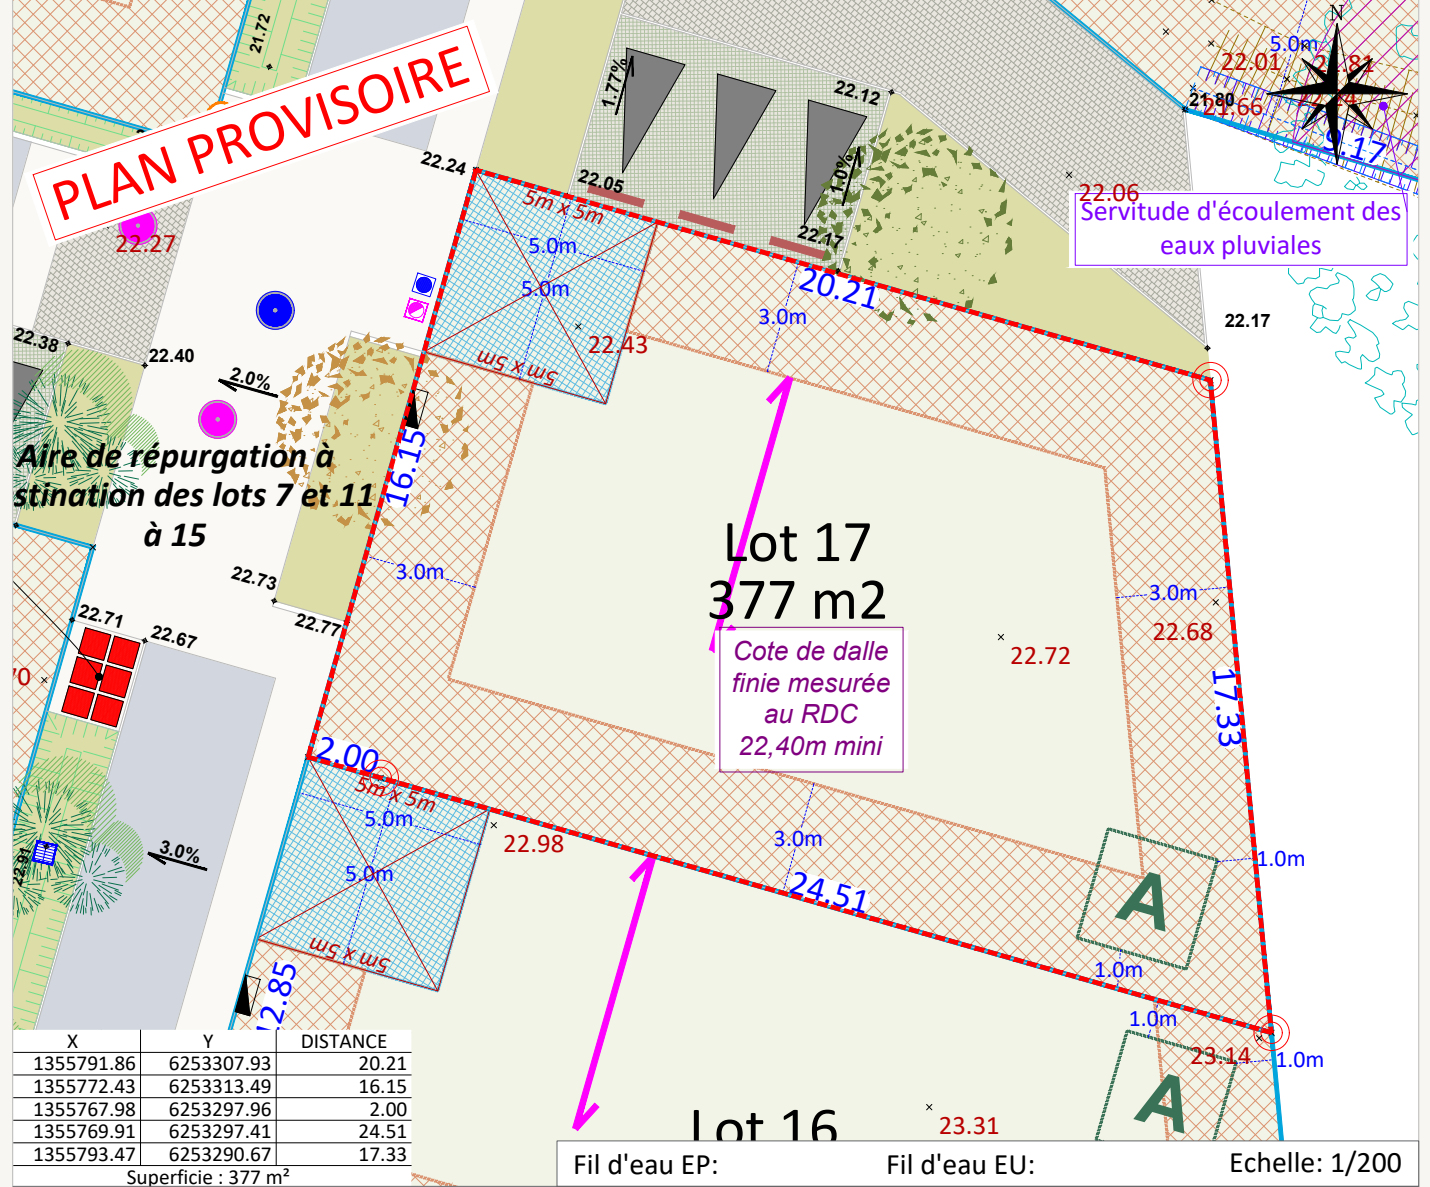 21.72
PLAN PROVISOIRE
1.77%
22.12
5.0m
22.01
21.80
21.66
N
9.17
22.24
22.05
5m x 5m
1.0%
22.06
Servitude d'écoulement des
eaux pluviales
22.27
5.0m
5.0m
22.17
20.21
3.0m
22.17
22.38
22.40
22.43
5m x 5m
2.0%
16.15
Aire de répurgation à
stination des lots 7 et 11
à 15
Lot 17
377 m2
3.0m
22.73
22.77
3.0m
22.68
22.71
22.67
22.72
Cote de dalle
finie mesurée
au RDC
22,40m mini
17.33
70
2.00
5m x 5m
5.0m
5.0m
22.98
3.0m
24.51
1.0m
A
1.0m
3.0%
22.91
5m x 5m
12.85
1.0m
23.14
1.0m
A
Lot 16
23.31
X Y DISTANCE
1355791.86 6253307.93 20.21
1355772.43 6253313.49 16.15
1355767.98 6253297.96 2.00
1355769.91 6253297.41 24.51
1355793.47 6253290.67 17.33
Superficie : 377 m²
Fil d'eau EP: Fil d'eau EU: Echelle: 1/200